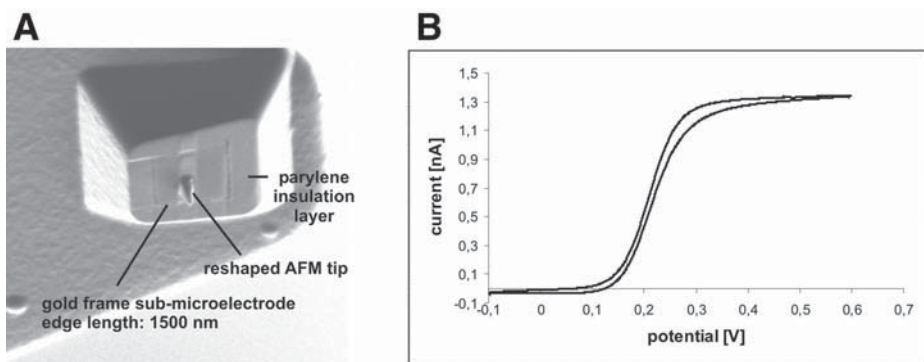 A
parylene
insulation
layer
reshaped AFM tip
gold frame sub-microelectrode
edge length: 1500 nm
B
1,5
1,3
1,1
0,9
0,7
0,5
0,3
0,1
-0,1
-0,1 0 0,1 0,2 0,3 0,4 0,5 0,6 0,7
current [nA]
potential [V]